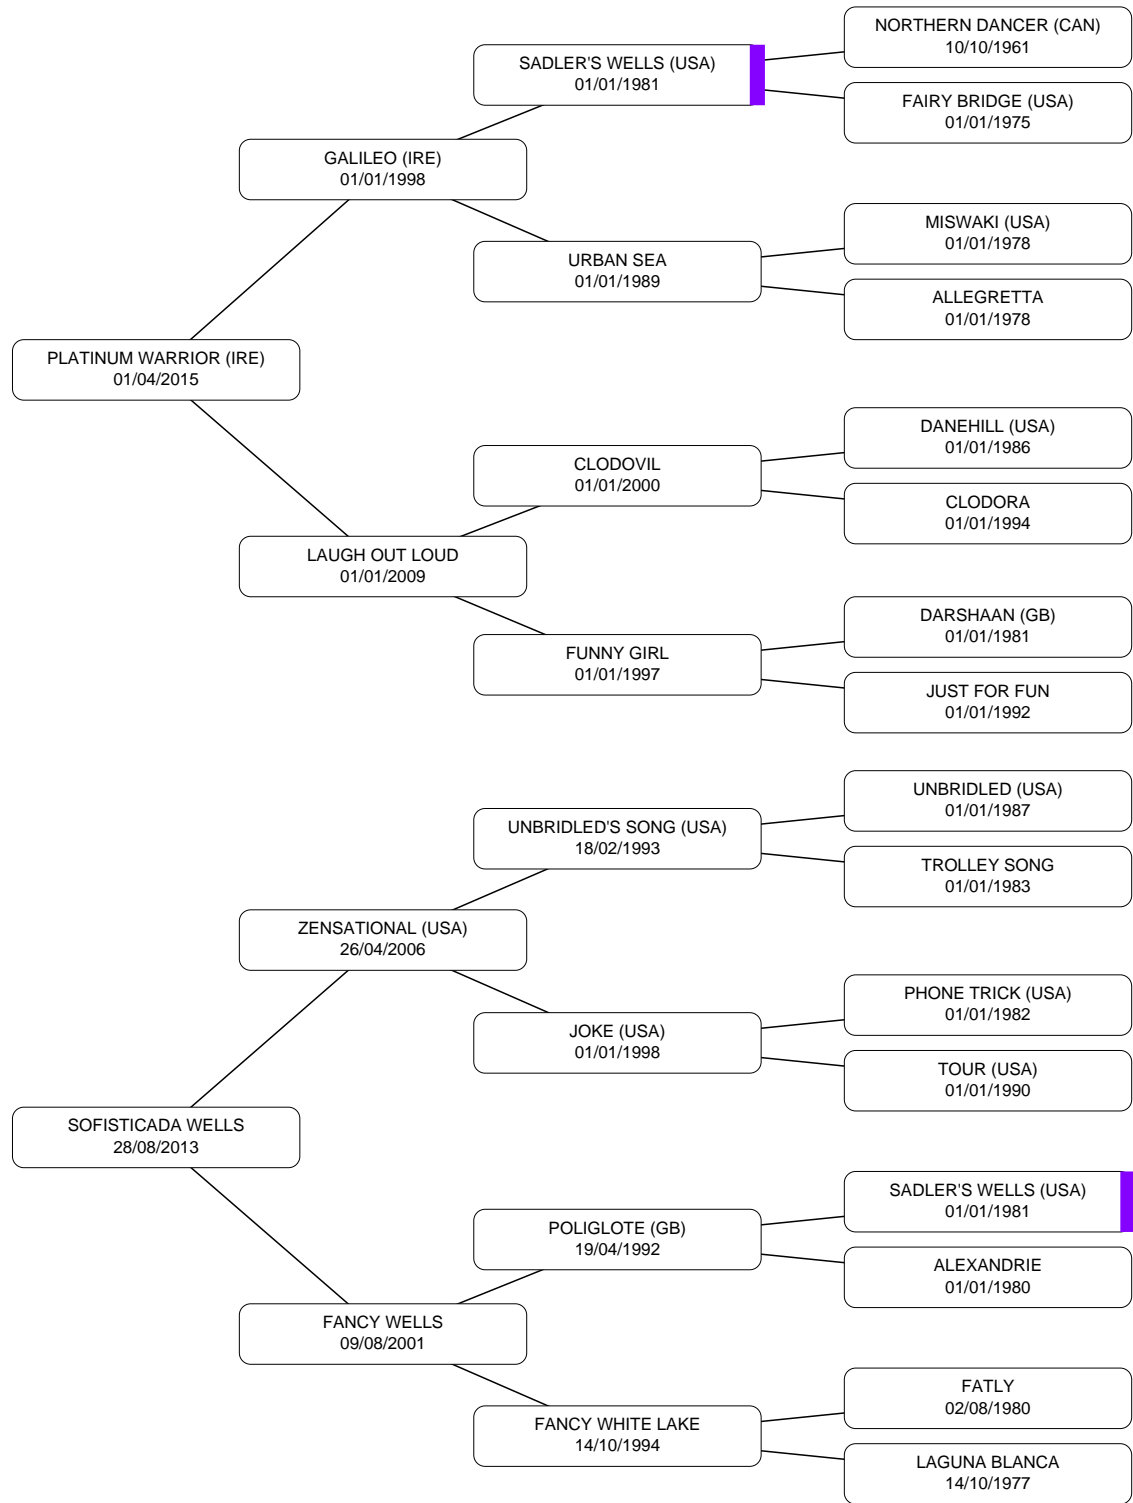 NORTHERN DANCER (CAN)
10/10/1961
SADLER'S WELLS (USA)
01/01/1981
FAIRY BRIDGE (USA)
01/01/1975
GALILEO (IRE)
01/01/1998
MISWAKI (USA)
01/01/1978
URBAN SEA
01/01/1989
ALLEGRETTA
01/01/1978
PLATINUM WARRIOR (IRE)
01/04/2015
DANEHILL (USA)
01/01/1986
CLODOVIL
01/01/2000
CLODORA
01/01/1994
LAUGH OUT LOUD
01/01/2009
DARSHAAN (GB)
01/01/1981
FUNNY GIRL
01/01/1997
JUST FOR FUN
01/01/1992
UNBRIDLED (USA)
01/01/1987
UNBRIDLED'S SONG (USA)
18/02/1993
TROLLEY SONG
01/01/1983
ZENSATIONAL (USA)
26/04/2006
PHONE TRICK (USA)
01/01/1982
JOKE (USA)
01/01/1998
TOUR (USA)
01/01/1990
SOFISTICADA WELLS
28/08/2013
SADLER'S WELLS (USA)
01/01/1981
POLIGLOTE (GB)
19/04/1992
ALEXANDRIE
01/01/1980
FANCY WELLS
09/08/2001
FATLY
02/08/1980
FANCY WHITE LAKE
14/10/1994
LAGUNA BLANCA
14/10/1977